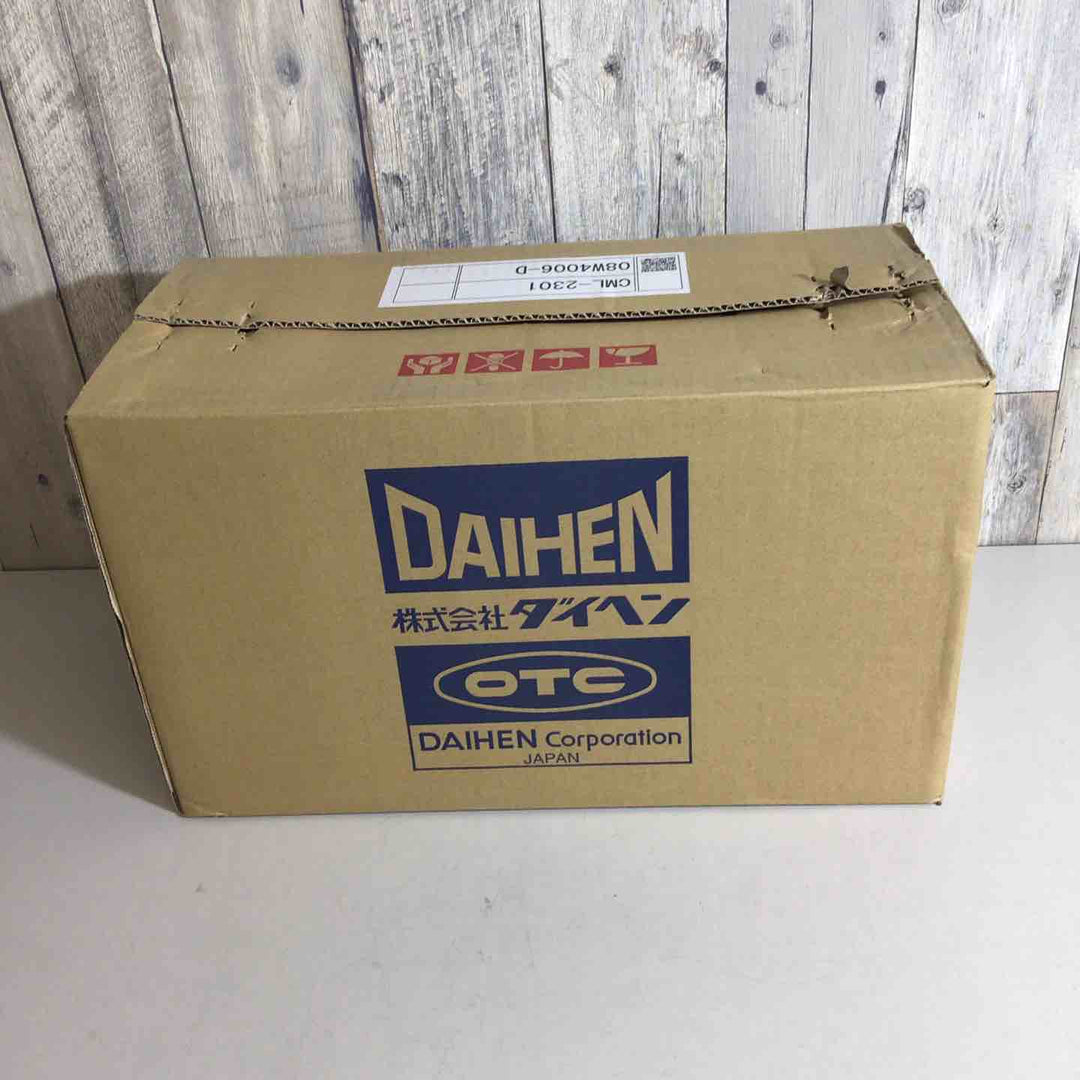 CML-2301
08W4006-D
DAIHEN
株式会社ダイヘン
OTC
DAIHEN Corporation
JAPAN